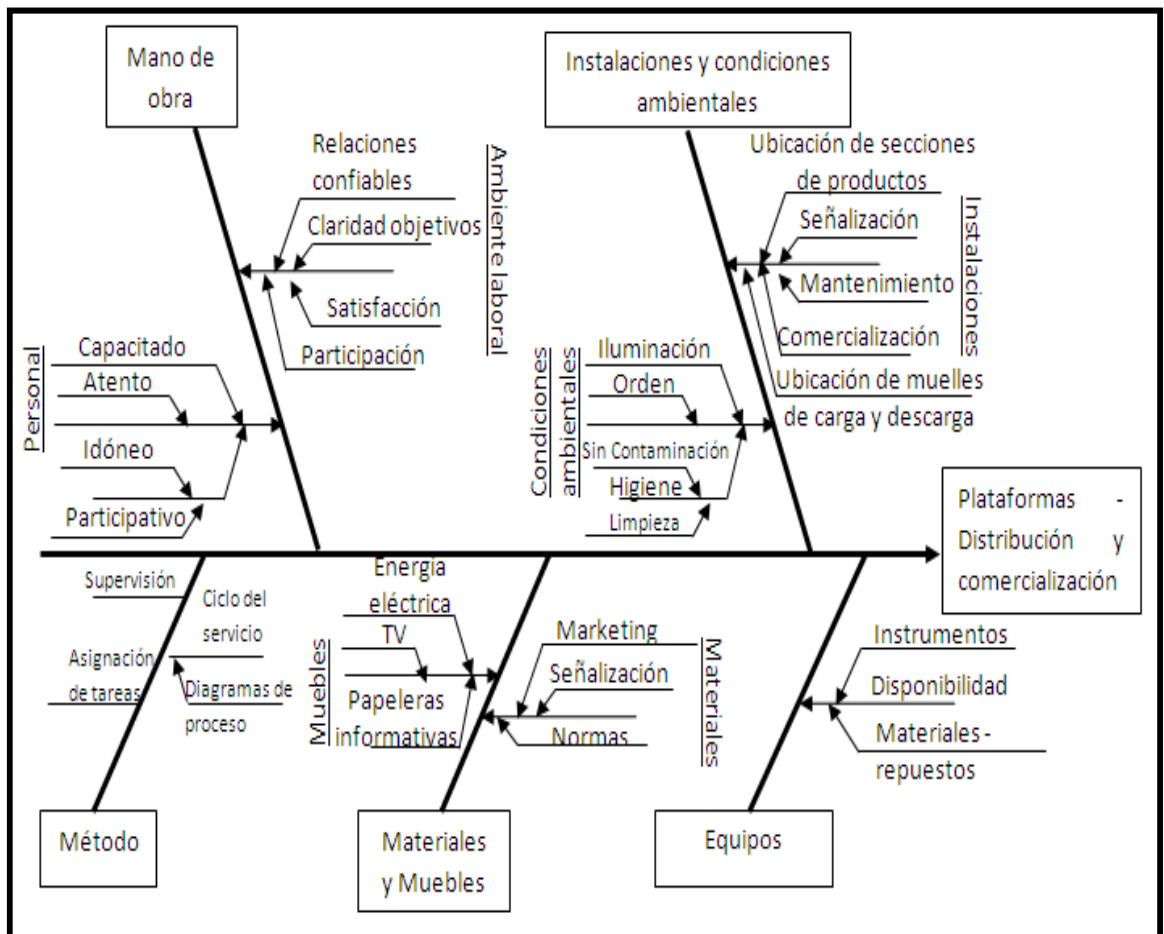 Mano de
obra
Instalaciones y condiciones
ambientales
Relaciones
confiables
Claridad objetivos
Satisfacción
Participación
Ambiente laboral
Capacitado
Atento
Idóneo
Participativo
Personal
Ubicación de secciones
de productos
Señalización
Mantenimiento
Comercialización
Ubicación de muelles
de carga y descarga
Instalaciones
Iluminación
Orden
Sin Contaminación
Higiene
Limpieza
Condiciones
ambientales
Plataformas -
Distribución y
comercialización
Supervisión
Ciclo del
servicio
Asignación
de tareas
Diagramas de
proceso
Energia
eléctrica
TV
Papeleras
informativas
Muebles
Marketing
Señalización
Normas
Materiales
Instrumentos
Disponibilidad
Materiales -
repuestos
Método
Materiales
y Muebles
Equipos